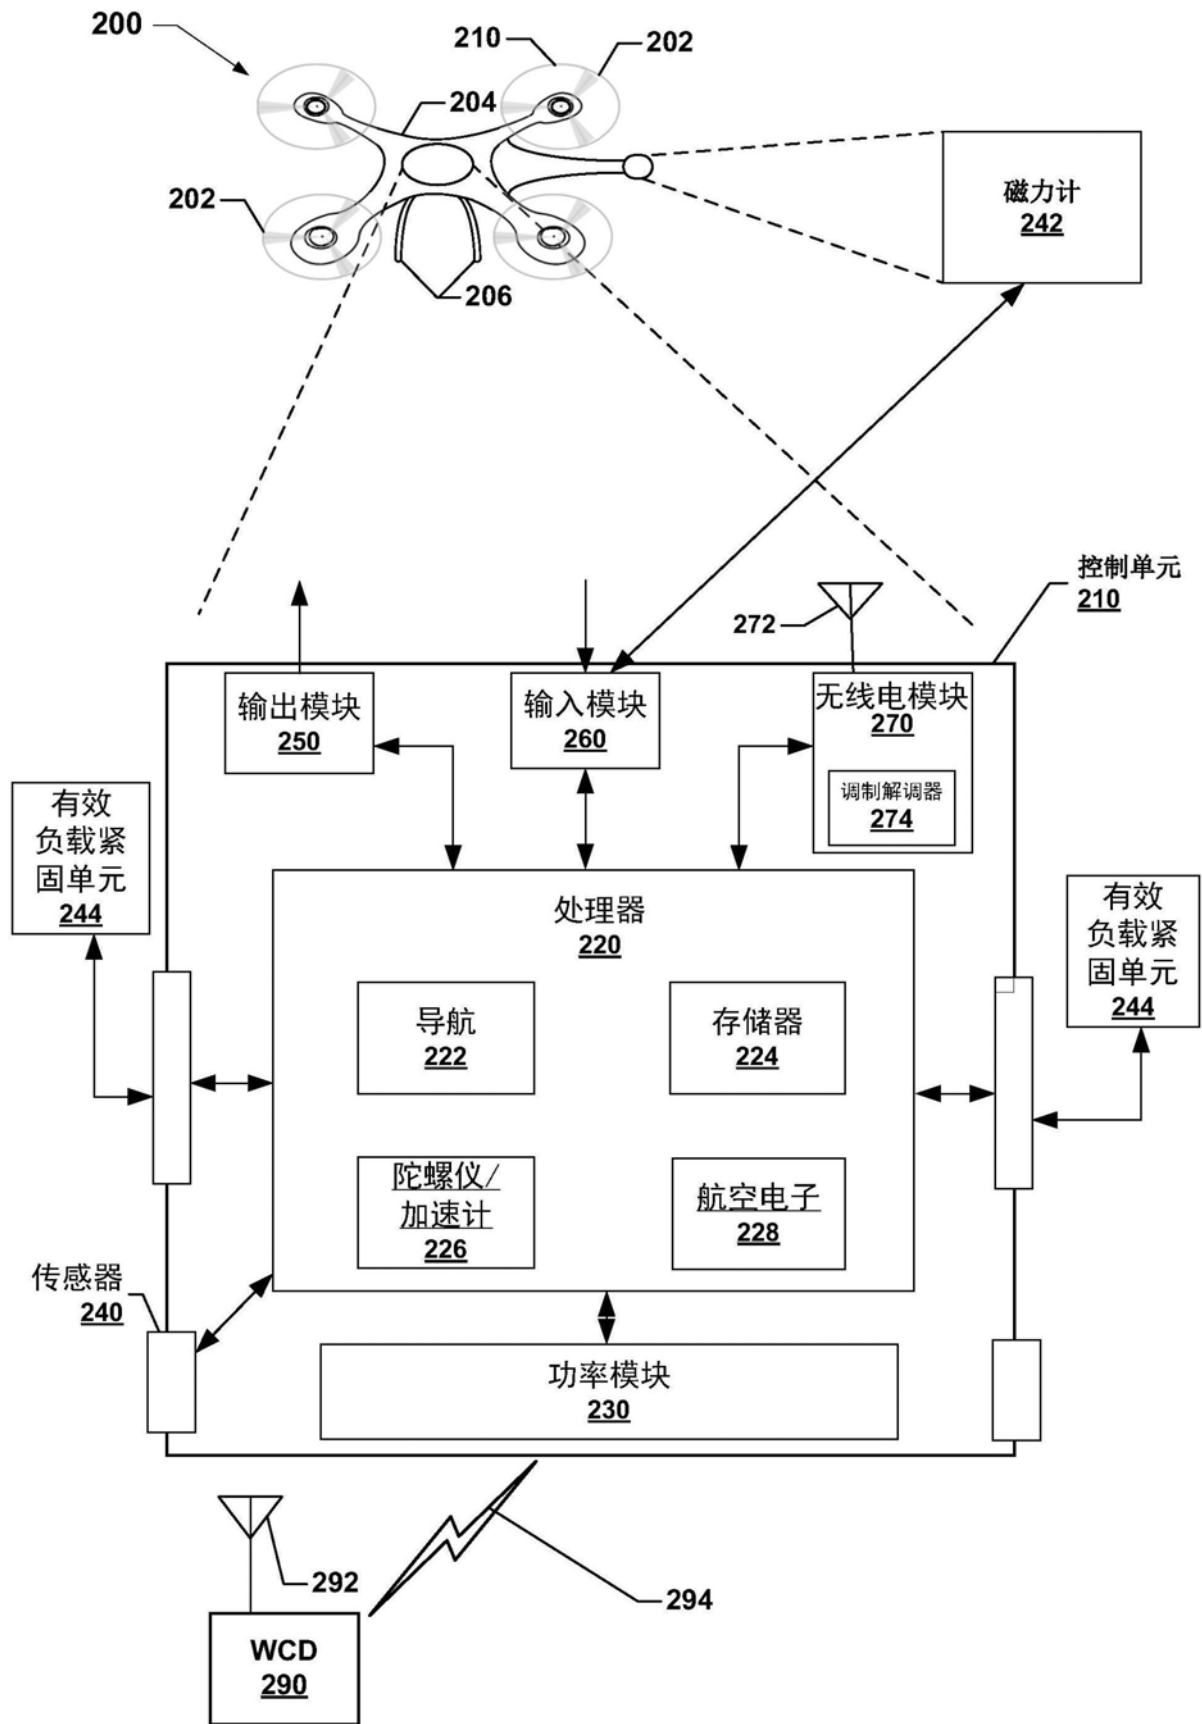 200
210
202
204
202
206
磁力计
242
控制单元
210
272
输出模块
250
输入模块
260
无线电模块
270
调制解调器
274
有效
负载紧
固单元
244
处理器
220
有效
负载紧
固单元
244
导航
222
存储器
224
陀螺仪/
加速计
226
航空电子
228
传感器
240
功率模块
230
292
294
WCD
290